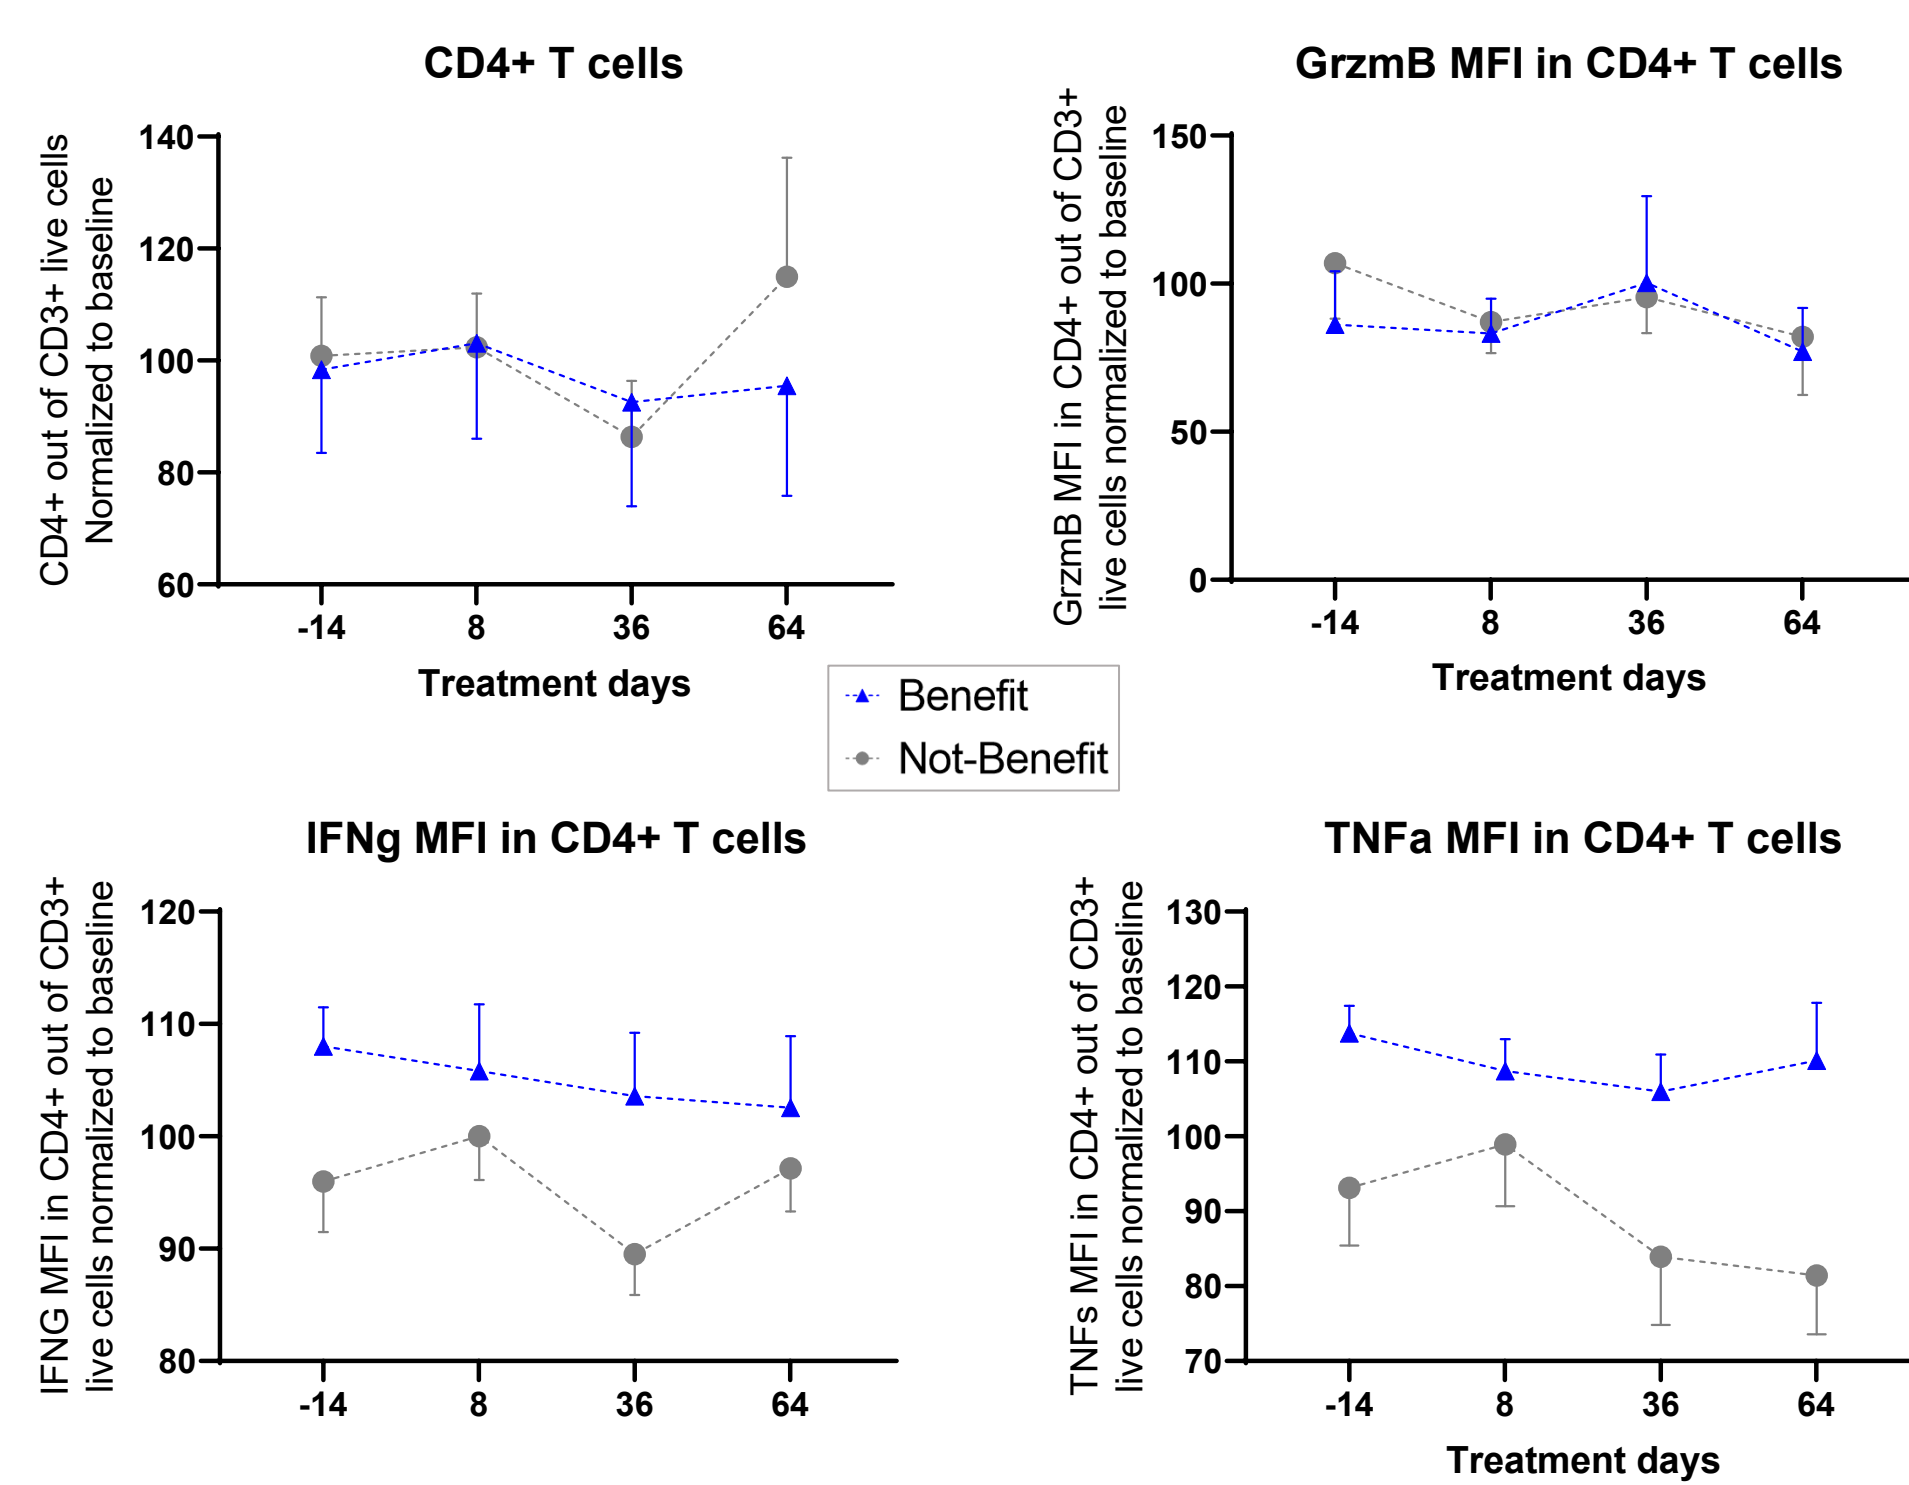 CD4+ T cells
CD4+ out of CD3+ live cells
Normalized to baseline
140
120
100
80
60
-14
8
36
64
Treatment days
GrzmB MFI in CD4+ T cells
GrzmB MFI in CD4+ out of CD3+
live cells normalized to baseline
150
100
50
0
-14
8
36
64
Treatment days
Benefit
Not-Benefit
IFNg MFI in CD4+ T cells
IFNG MFI in CD4+ out of CD3+
live cells normalized to baseline
120
110
100
90
80
-14
8
36
64
TNFa MFI in CD4+ T cells
TNFs MFI in CD4+ out of CD3+
live cells normalized to baseline
130
120
110
100
90
80
70
-14
8
36
64
Treatment days